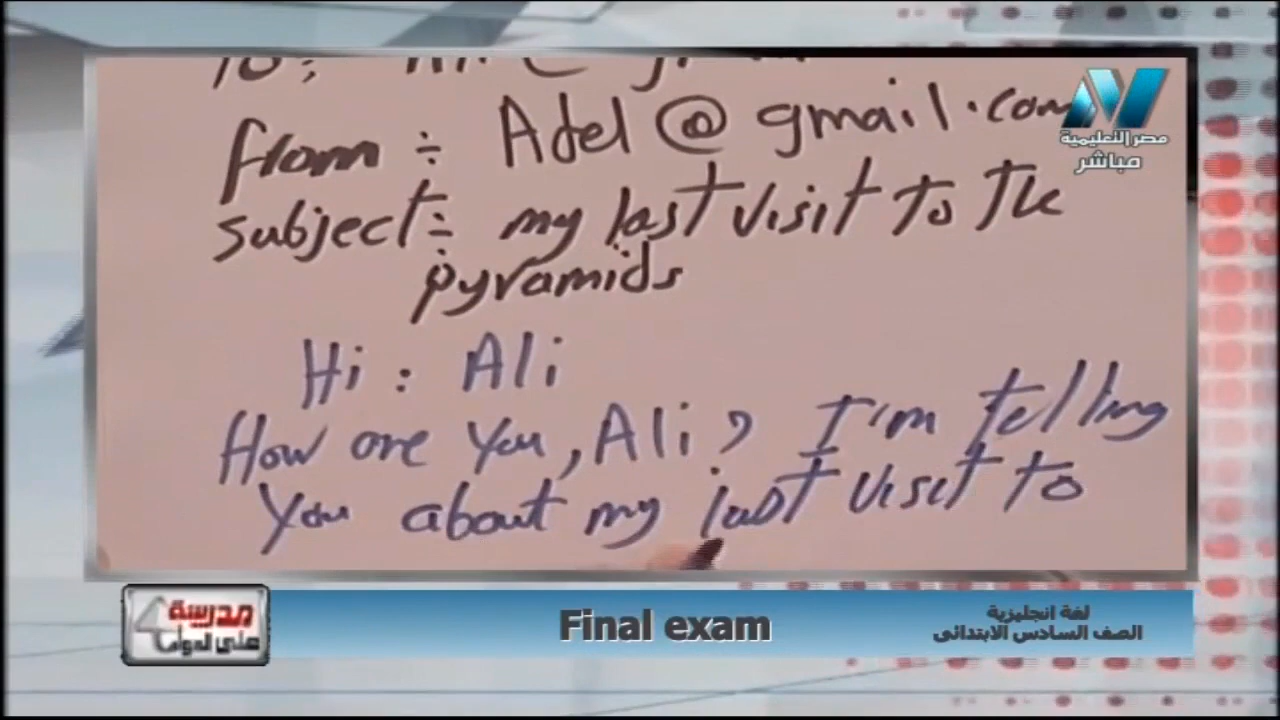 from : Adel @ gmail.com
subject : my last visit to the
pyramids
Hi : Ali
How are you, Ali? I'm telling
You about my last visit to
مصر التعليمية
مباشر
مدرسة
على الهواء
Final exam
لغة انجليزية
الصف السادس الابتدائى